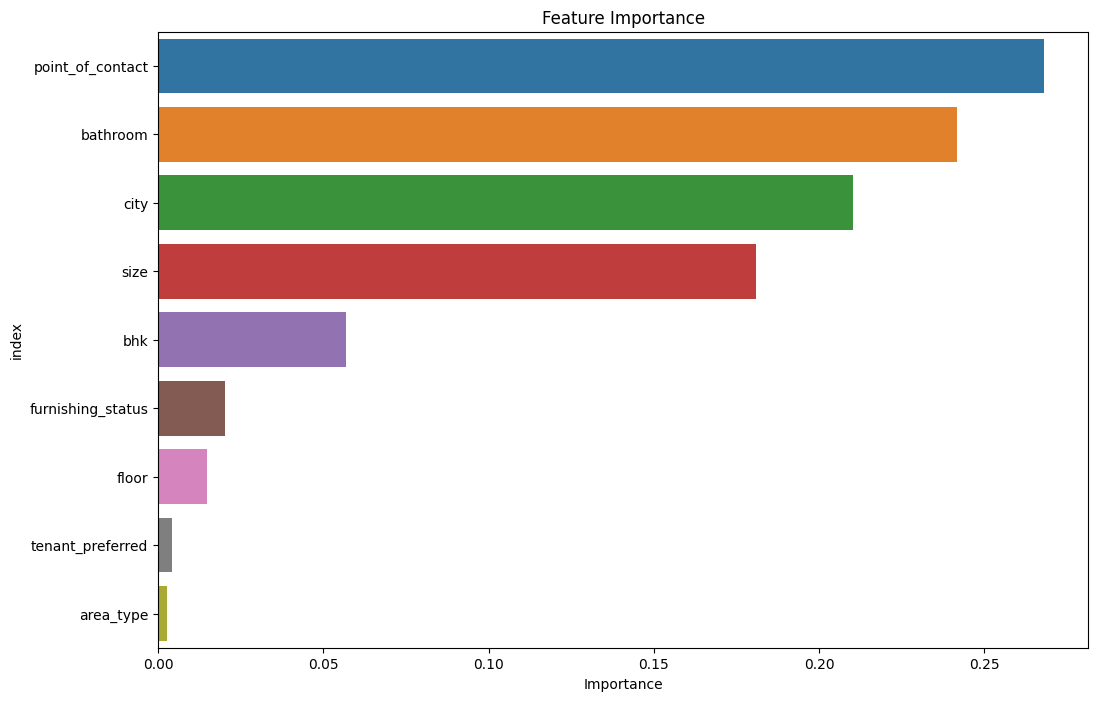 Feature Importance
point_of_contact
bathroom
city
size
bhk
furnishing_status
floor
tenant_preferred
area_type
index
0.00 0.05 0.10 0.15 0.20 0.25
Importance